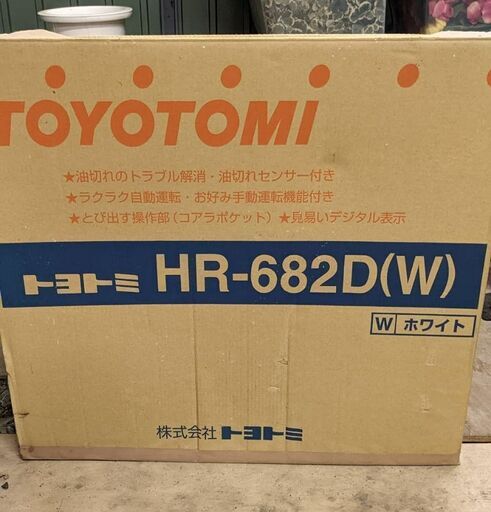 TOYOTOMI
★油切れのトラブル解消・油切れセンサー付き
★ラクラク自動運転・お好み手動運転機能付き
★とび出す操作部(コアラポケット)★見易いデジタル表示
トヨトミ HR-682D(W)
W ホワイト
株式会社 トヨトミ